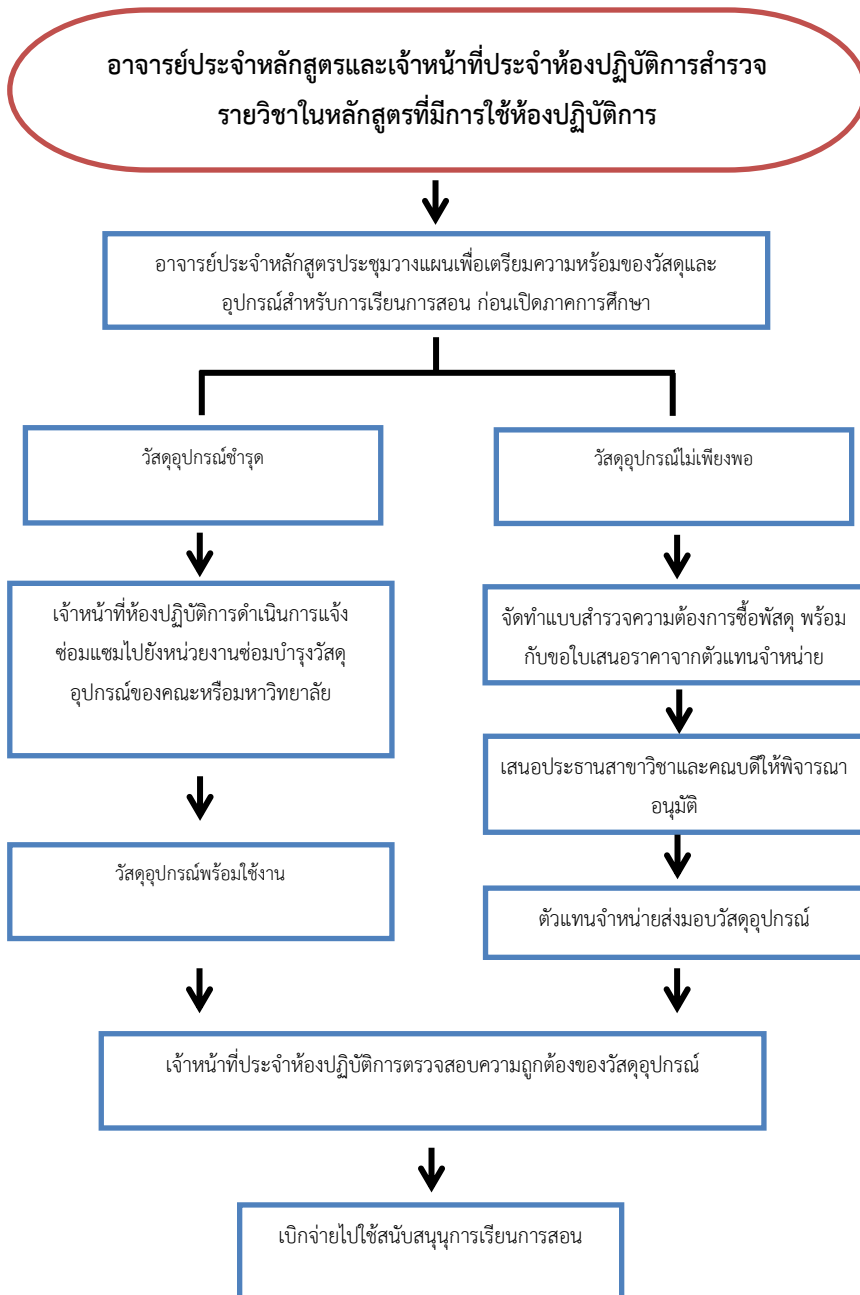 อาจารย์ประจำหลักสูตรและเจ้าหน้าที่ประจำห้องปฏิบัติการสำรวจ
รายวิชาในหลักสูตรที่มีการใช้ห้องปฏิบัติการ
อาจารย์ประจำหลักสูตรประชุมวางแผนเพื่อเตรียมความพร้อมของวัสดุและ
อุปกรณ์สำหรับการเรียนการสอน ก่อนเปิดภาคการศึกษา
วัสดุอุปกรณ์ชำรุด
วัสดุอุปกรณ์ไม่เพียงพอ
เจ้าหน้าที่ห้องปฏิบัติการดำเนินการแจ้ง
ซ่อมแซมไปยังหน่วยงานซ่อมบำรุงวัสดุ
อุปกรณ์ของคณะหรือมหาวิทยาลัย
จัดทำแบบสำรวจความต้องการซื้อพัสดุ พร้อม
กับขอใบเสนอราคาจากตัวแทนจำหน่าย
เสนอประธานสาขาวิชาและคณบดีให้พิจารณา
อนุมัติ
วัสดุอุปกรณ์พร้อมใช้งาน
ตัวแทนจำหน่ายส่งมอบวัสดุอุปกรณ์
เจ้าหน้าที่ประจำห้องปฏิบัติการตรวจสอบความถูกต้องของวัสดุอุปกรณ์
เบิกจ่ายไปใช้สนับสนุนการเรียนการสอน